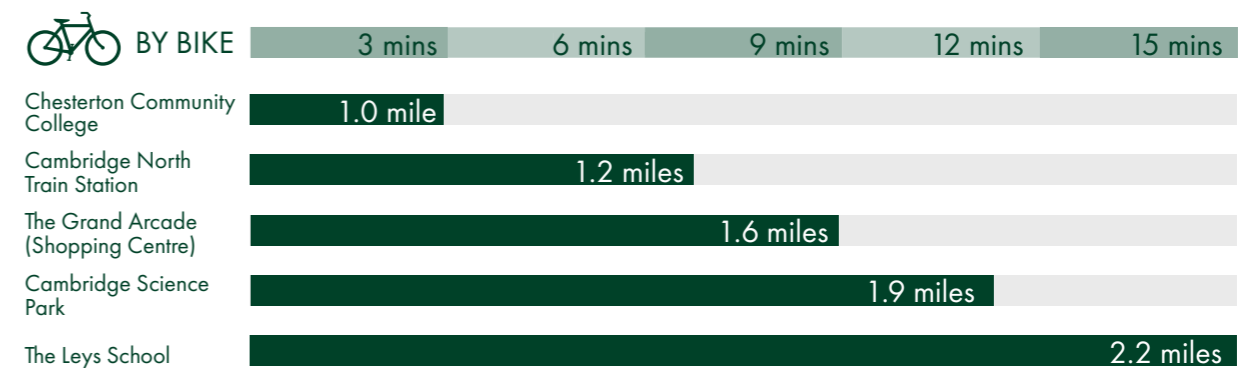 BY BIKE 3 mins 6 mins 9 mins 12 mins 15 mins
Chesterton Community
College
1.0 mile
Cambridge North
Train Station
1.2 miles
The Grand Arcade
(Shopping Centre)
1.6 miles
Cambridge Science
Park
1.9 miles
The Leys School
2.2 miles